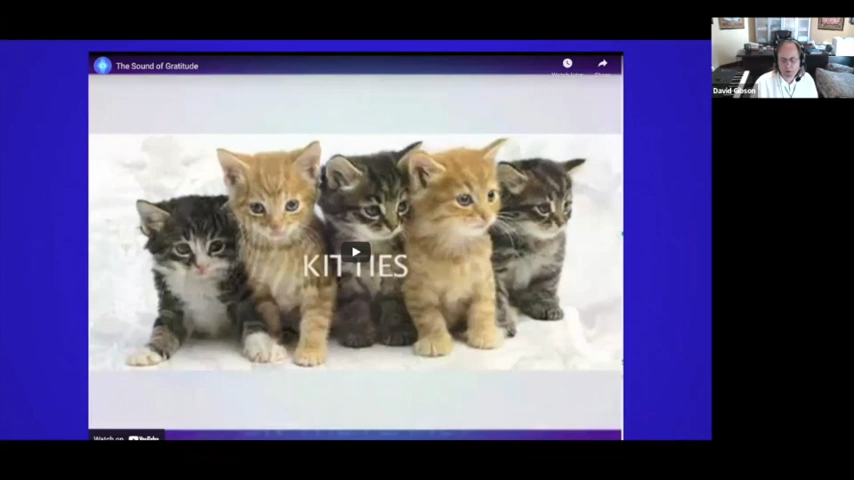 The Sound of Gratitude
Watch later
Share
David Gibson
KITTIES
Watch on YouTube